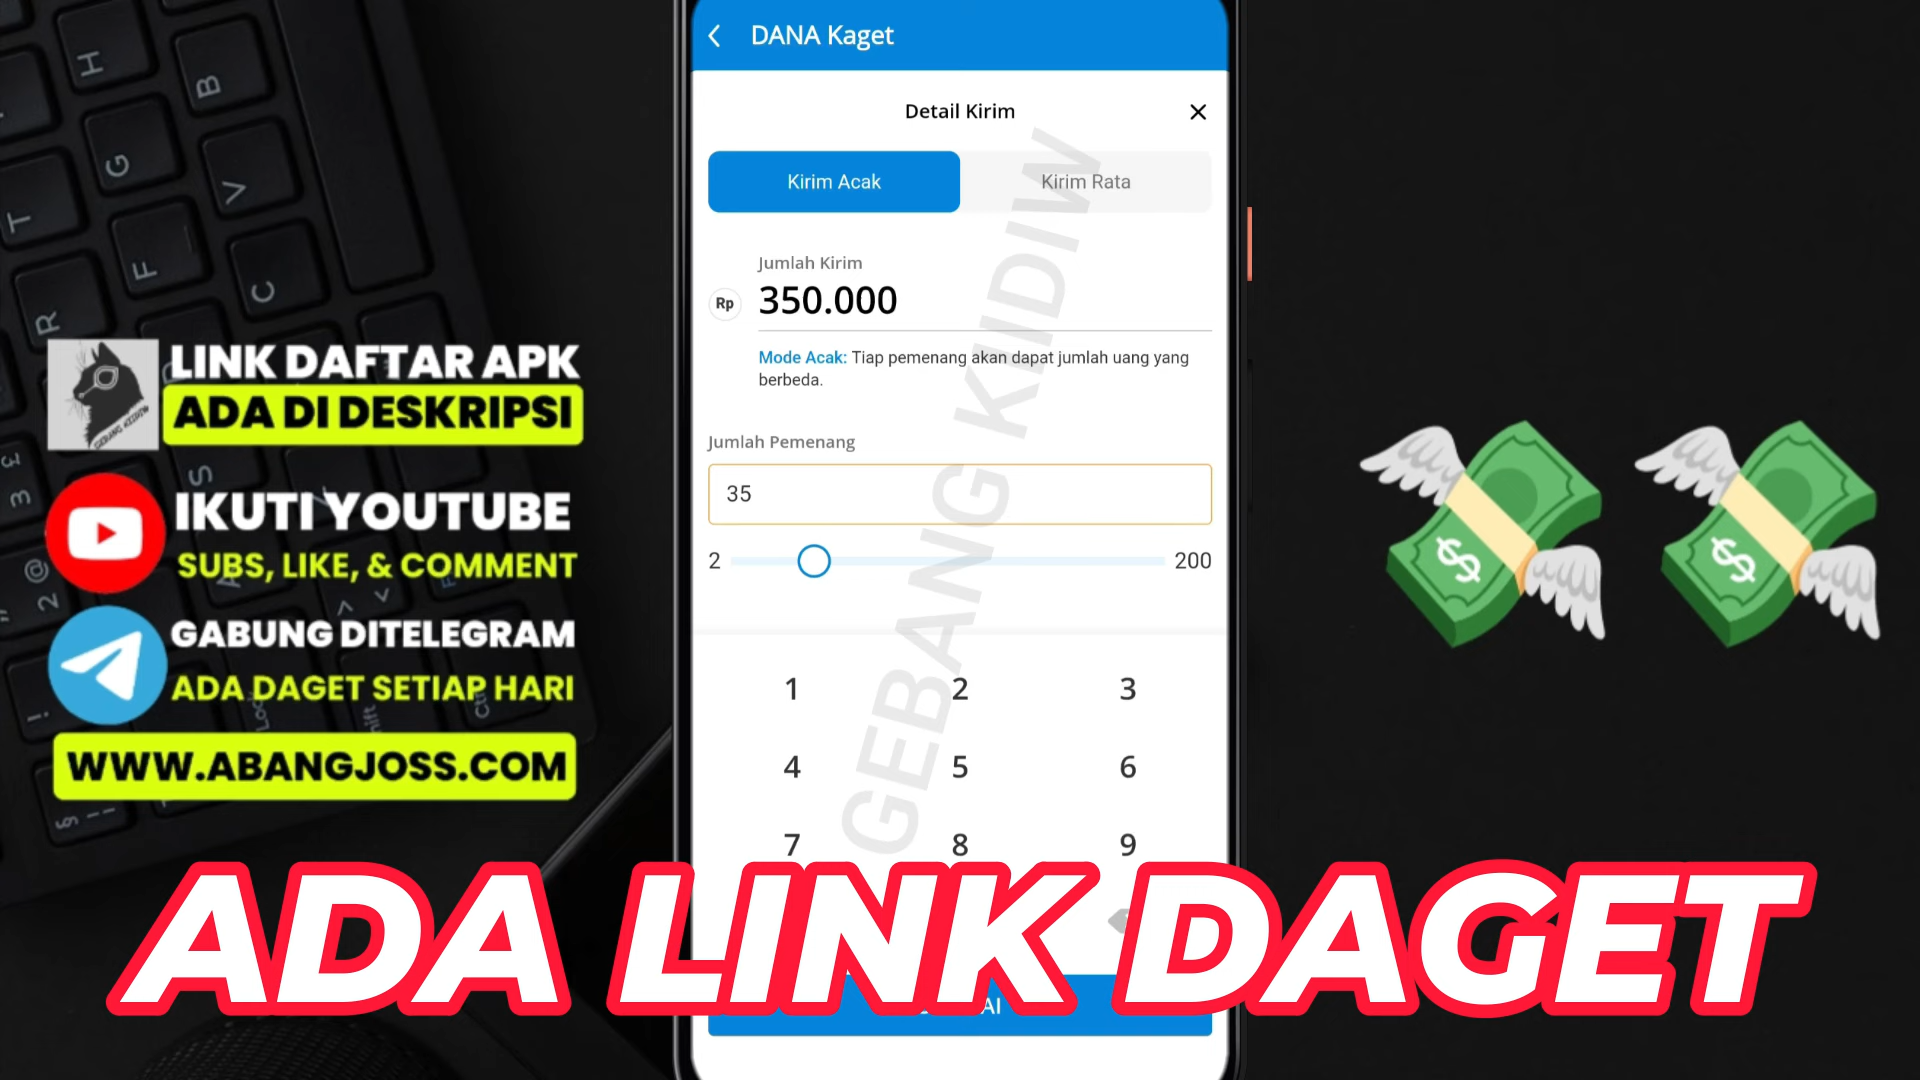 DANA Kaget
Detail Kirim
Kirim Acak
Kirim Rata
Jumlah Kirim
Rp 350.000
Mode Acak: Tiap pemenang akan dapat jumlah uang yang
berbeda.
Jumlah Pemenang
35
2
200
1 2 3
4 5 6
7 8 9
GEBANG KIDIW
LINK DAFTAR APK
ADA DI DESKRIPSI
IKUTI YOUTUBE
SUBS, LIKE, & COMMENT
GABUNG DITELEGRAM
ADA DAGET SETIAP HARI
WWW.ABANGJOSS.COM
ADA LINK DAGET